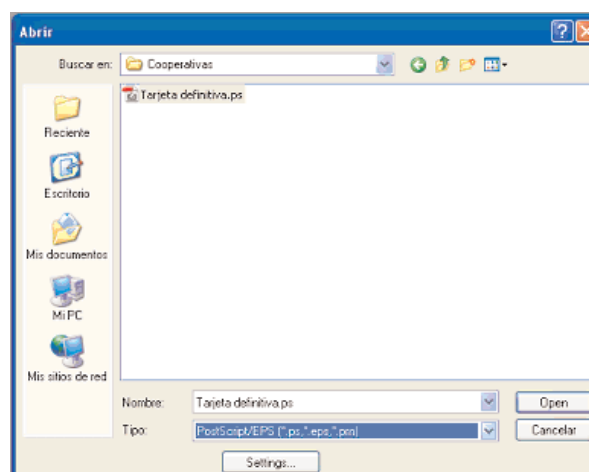 Abrir
Buscar en: Cooperativas
Tarjeta definitiva.ps
Reciente
Escritorio
Mis documentos
Mi PC
Mis sitios de red
Nombre: Tarjeta definitiva.ps Open
Tipo: PostScript/EPS (*.ps,*.eps,*.prn) Cancelar
Settings...